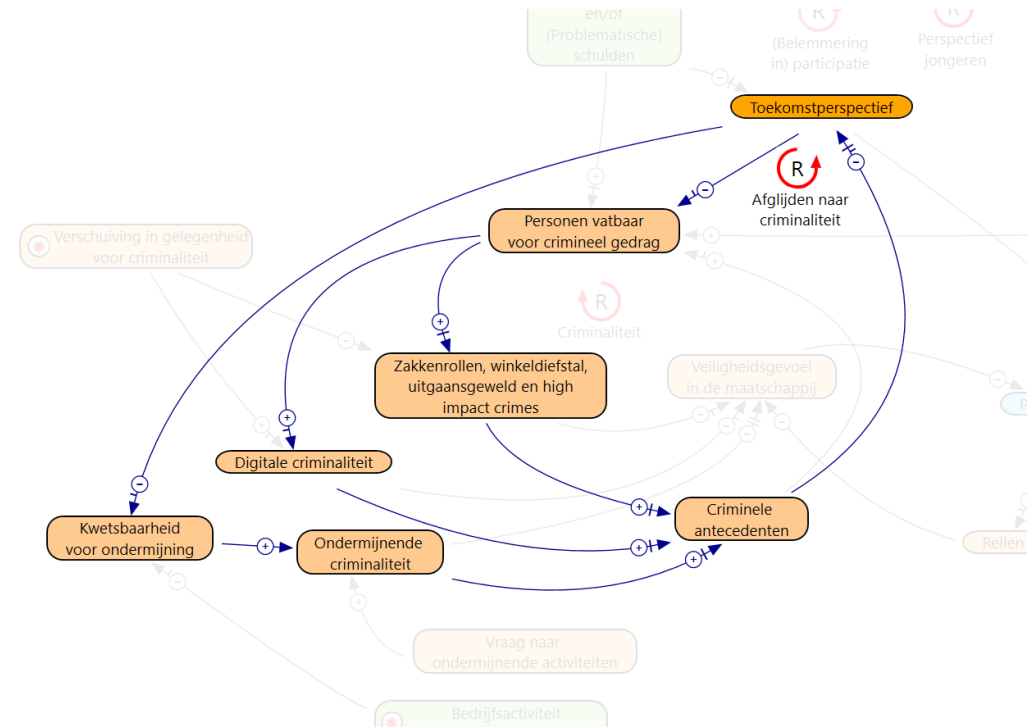 en/of
(Problematische)
schulden
R
(Belemmering
in) participatie
R
Perspectief
jongeren
Toekomstperspectief
R
Afglijden naar
criminaliteit
Personen vatbaar
voor crimineel gedrag
Verschuiving in gelegenheid
voor criminaliteit
R
Criminaliteit
Zakkenrollen, winkeldiefstal,
uitgaansgeweld en high
impact crimes
Veiligheidsgevoel
in de maatschappij
Digitale criminaliteit
Criminele
antecedenten
Kwetsbaarheid
voor ondermijning
Ondermijnende
criminaliteit
Rellen
Vraag naar
ondermijnende activiteiten
Bedrijfsactiviteit